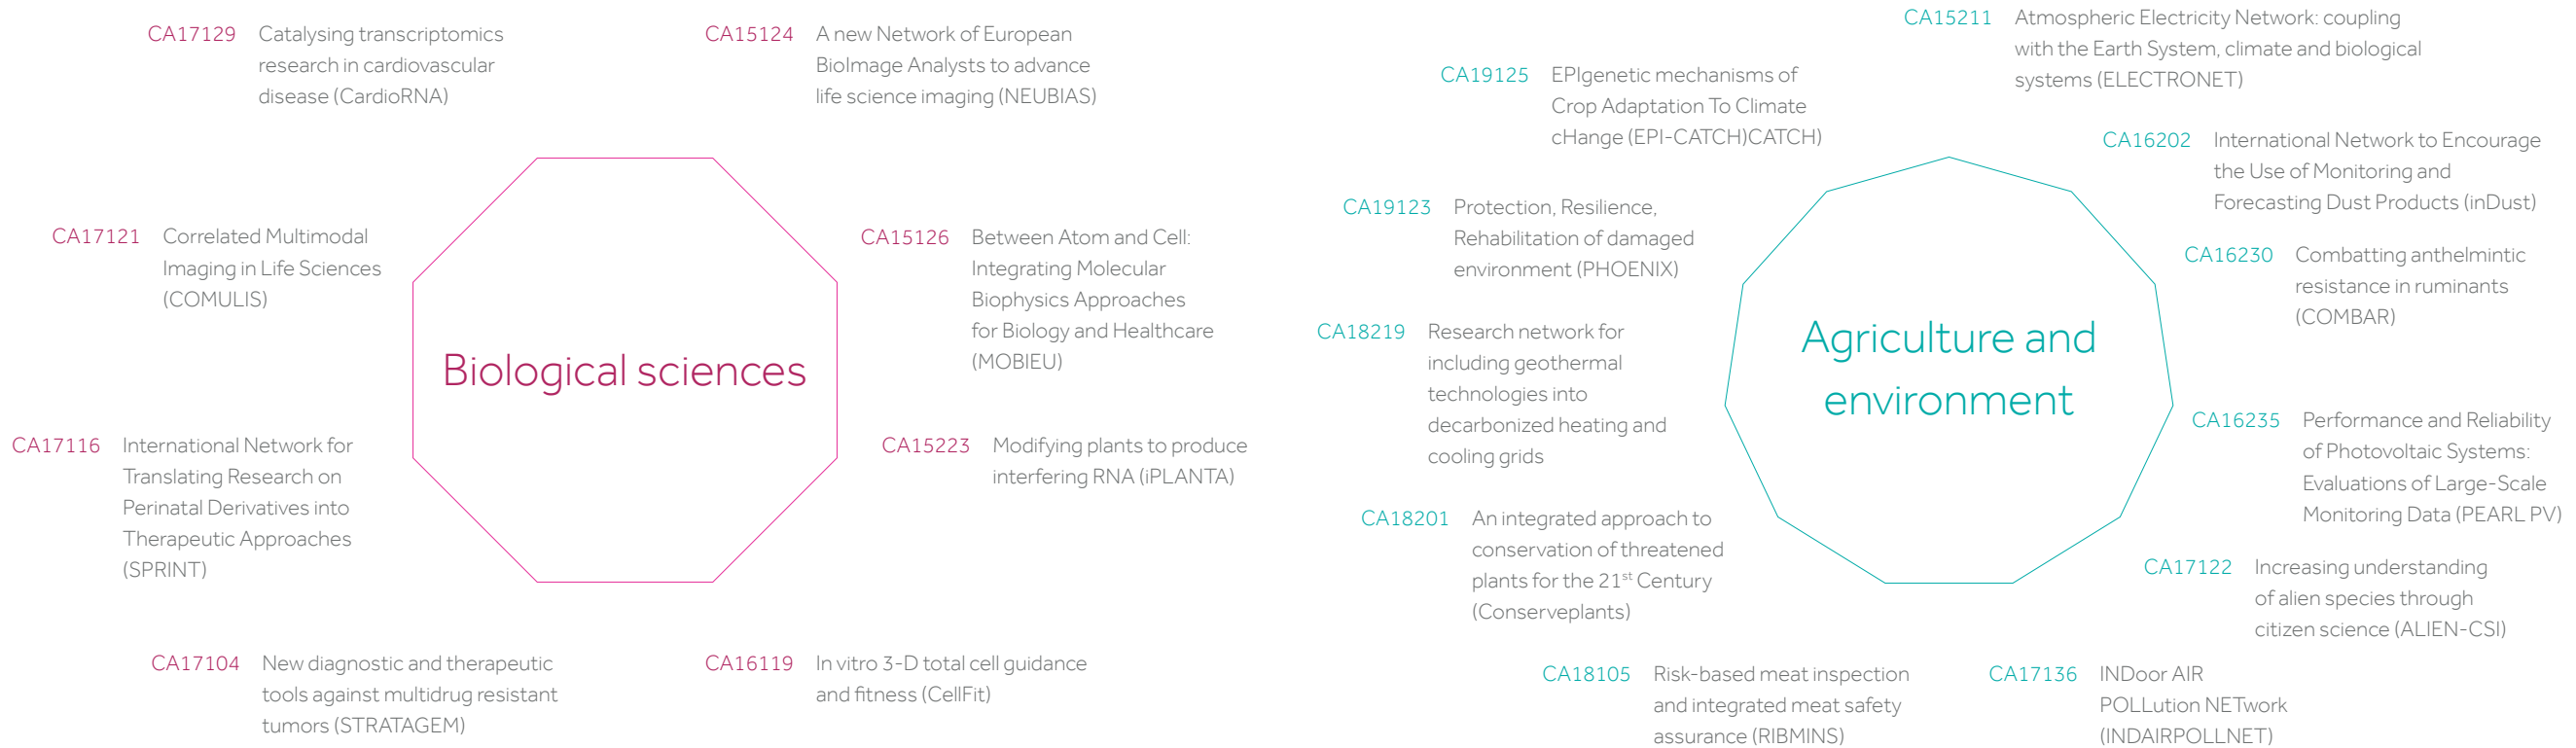 CA17129 Catalysing transcriptomics
research in cardiovascular
disease (CardioRNA)
CA15124 A new Network of European
BioImage Analysts to advance
life science imaging (NEUBIAS)
CA17121 Correlated Multimodal
Imaging in Life Sciences
(COMULIS)
Biological sciences
CA15126 Between Atom and Cell:
Integrating Molecular
Biophysics Approaches
for Biology and Healthcare
(MOBIEU)
CA17116 International Network for
Translating Research on
Perinatal Derivatives into
Therapeutic Approaches
(SPRINT)
CA15223 Modifying plants to produce
interfering RNA (iPLANTA)
CA17104 New diagnostic and therapeutic
tools against multidrug resistant
tumors (STRATAGEM)
CA16119 In vitro 3-D total cell guidance
and fitness (CellFit)
CA15211 Atmospheric Electricity Network: coupling
with the Earth System, climate and biological
systems (ELECTRONET)
CA19125 EPIgenetic mechanisms of
Crop Adaptation To Climate
cHange (EPI-CATCH)CATCH)
CA16202 International Network to Encourage
the Use of Monitoring and
Forecasting Dust Products (inDust)
CA19123 Protection, Resilience,
Rehabilitation of damaged
environment (PHOENIX)
CA16230 Combatting anthelmintic
resistance in ruminants
(COMBAR)
Agriculture and
environment
CA18219 Research network for
including geothermal
technologies into
decarbonized heating and
cooling grids
CA16235 Performance and Reliability
of Photovoltaic Systems:
Evaluations of Large-Scale
Monitoring Data (PEARL PV)
CA18201 An integrated approach to
conservation of threatened
plants for the 21st Century
(Conserveplants)
CA17122 Increasing understanding
of alien species through
citizen science (ALIEN-CSI)
CA18105 Risk-based meat inspection
and integrated meat safety
assurance (RIBMINS)
CA17136 INDoor AIR
POLLution NETwork
(INDAIRPOLLNET)